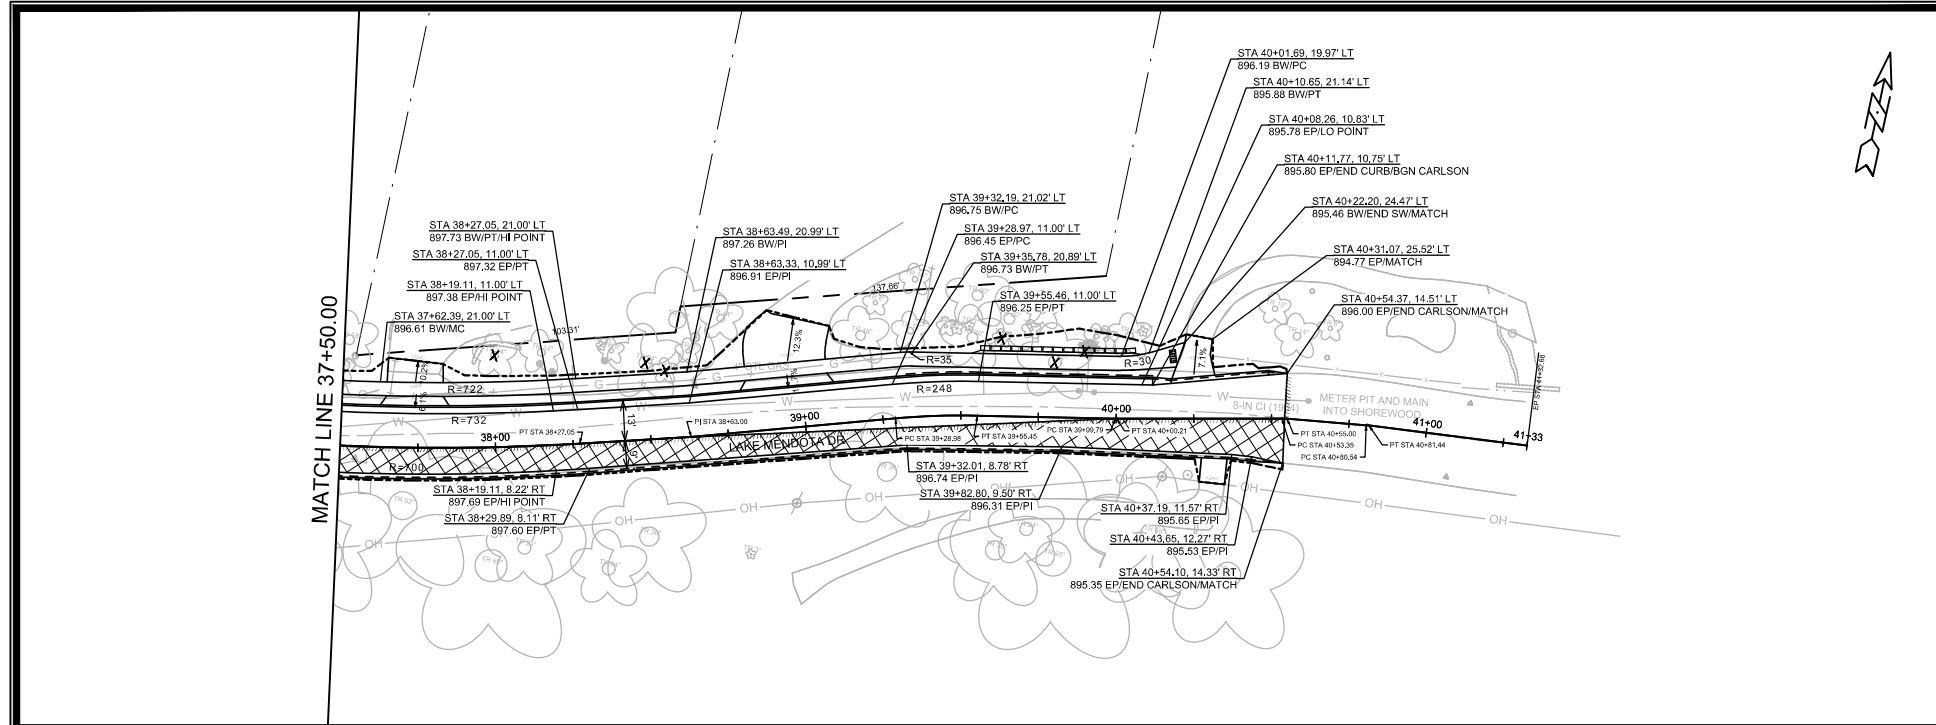 MATCH LINE 37+50.00
STA 38+27.05, 21.00' LT
897.73 BW/PT/HI POINT
STA 38+27.05, 11.00' LT
897.32 EP/PT
STA 38+19.11, 11.00' LT
897.38 EP/HI POINT
STA 37+62.39, 21.00' LT
896.61 BW/MC
STA 38+63.49, 20.99' LT
897.26 BW/PI
STA 38+63.33, 10.99' LT
896.91 EP/PI
STA 39+32.19, 21.02' LT
896.75 BW/PC
STA 39+28.97, 11.00' LT
896.45 EP/PC
STA 39+35.78, 20.89' LT
896.73 BW/PT
STA 39+55.46, 11.00' LT
896.25 EP/PT
STA 40+01.69, 19.97' LT
896.19 BW/PC
STA 40+10.65, 21.14' LT
895.88 BW/PT
STA 40+08.26, 10.83' LT
895.78 EP/LO POINT
STA 40+11.77, 10.75' LT
895.80 EP/END CURB/BGN CARLSON
STA 40+22.20, 24.47' LT
895.46 BW/END SW/MATCH
STA 40+31.07, 25.52' LT
894.77 EP/MATCH
STA 40+54.37, 14.51' LT
896.00 EP/END CARLSON/MATCH
103.31'
137.66'
12.3%
7.1%
R=722
R=732
R=700
R=35
R=248
R=30
G
G
W
W
W
W
8-IN CI (1954)
METER PIT AND MAIN
INTO SHOREWOOD
38+00
39+00
40+00
41+00
41+33
PT STA 38+27.05
PI STA 38+63.00
PC STA 39+28.98
PT STA 39+55.45
PC STA 39+99.79
PT STA 40+00.21
PT STA 40+55.00
PC STA 40+53.35
PC STA 40+80.54
PT STA 40+81.44
LAKE MENDOTA DR
13'
9'
STA 38+19.11, 8.22' RT
897.69 EP/HI POINT
STA 38+29.89, 8.11' RT
897.60 EP/PT
STA 39+32.01, 8.78' RT
896.74 EP/PI
STA 39+82.80, 9.50' RT
896.31 EP/PI
STA 40+37.19, 11.57' RT
895.65 EP/PI
STA 40+43.65, 12.27' RT
895.53 EP/PI
STA 40+54.10, 14.33' RT
895.35 EP/END CARLSON/MATCH
OH
OH
OH
OH
OH
OH
OH